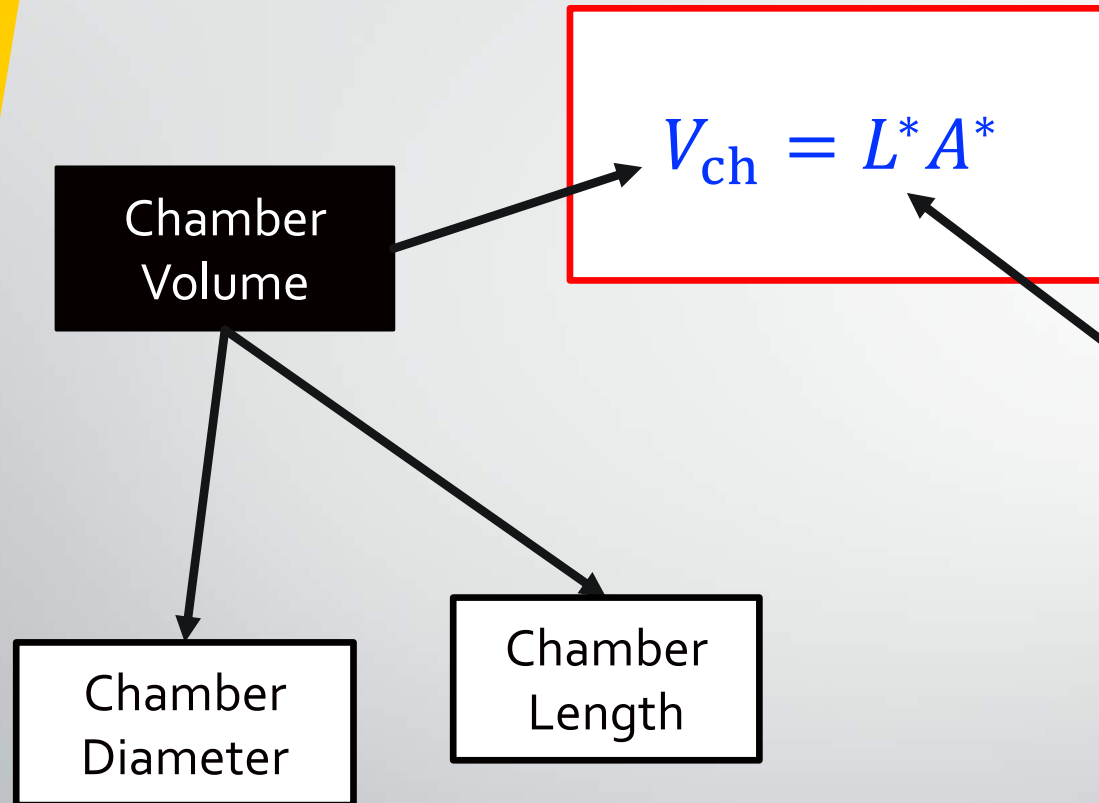 V_ch = L*A*
Chamber
Volume
Chamber
Length
Chamber
Diameter